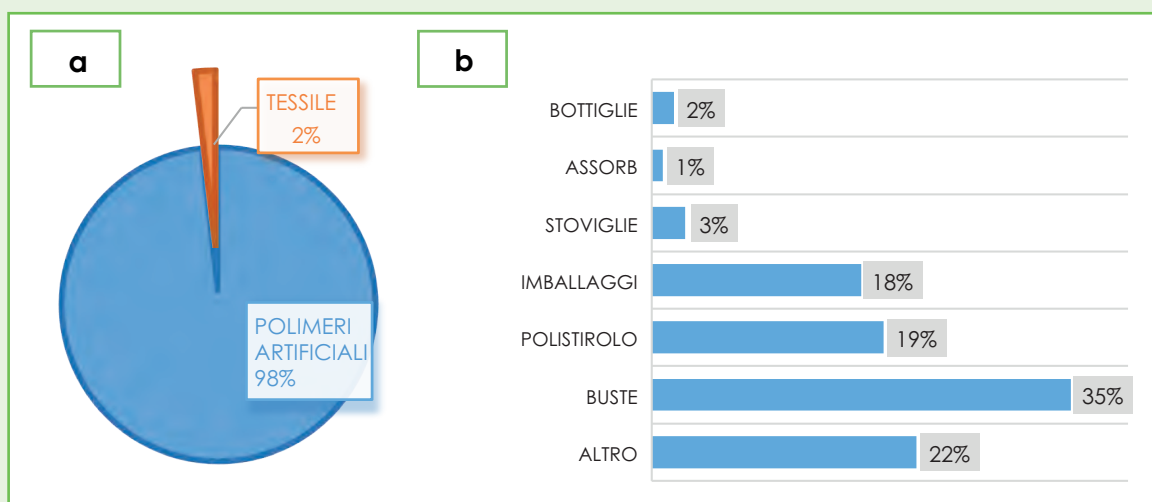 a
TESSILE
2%
POLIMERI
ARTIFICIALI
98%
b
BOTTIGLIE 2%
ASSORB 1%
STOVIGLIE 3%
IMBALLAGGI 18%
POLISTIROLO 19%
BUSTE 35%
ALTRO 22%